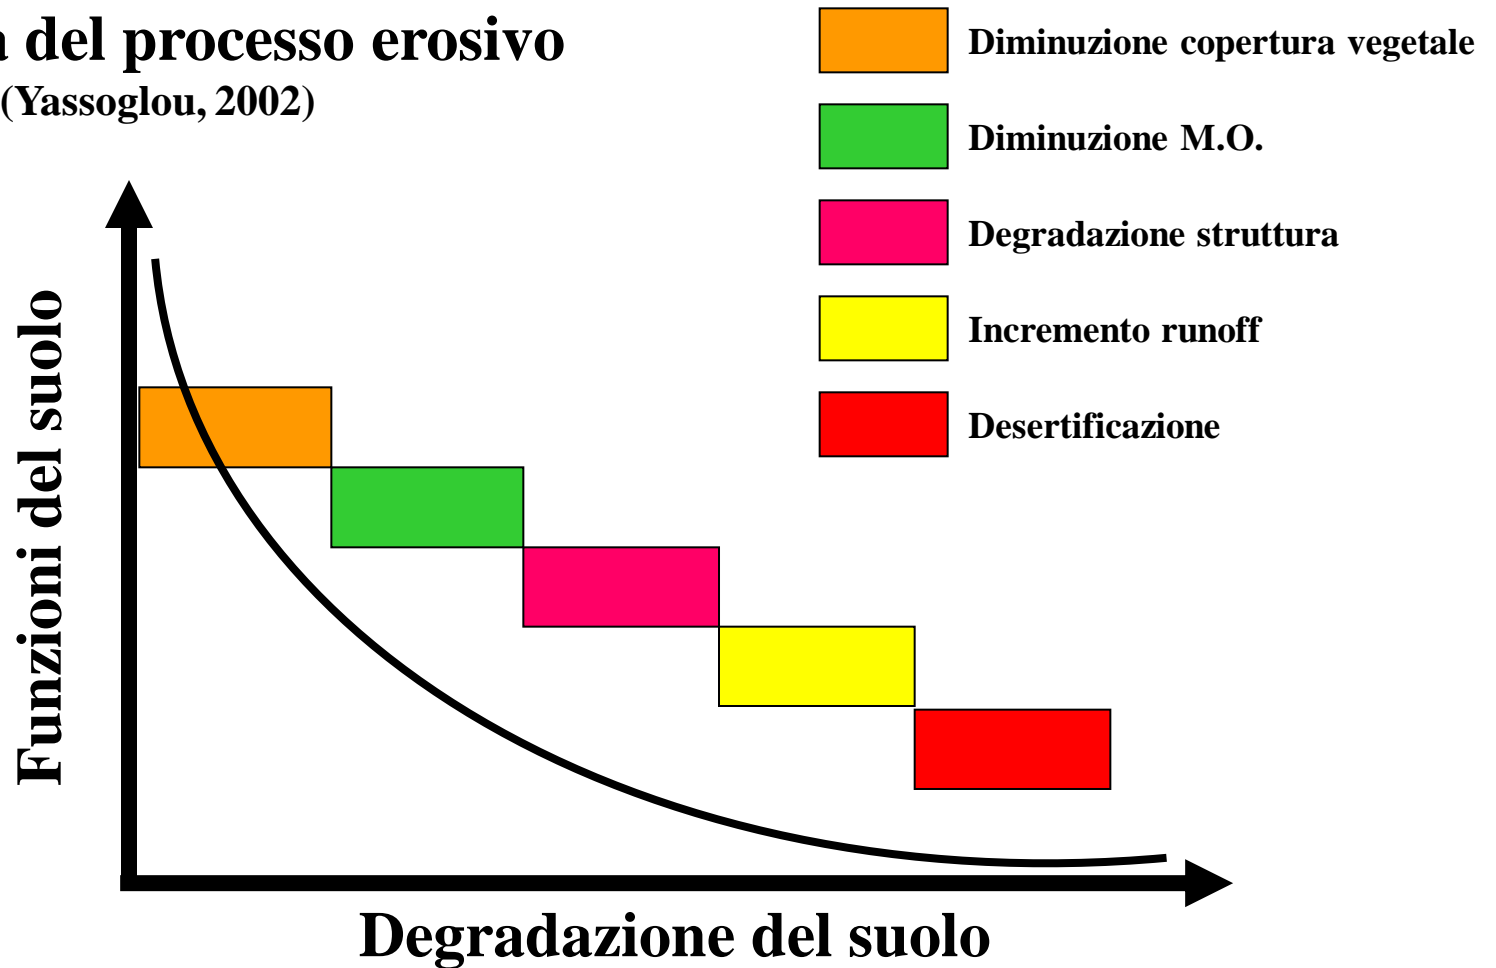 a del processo erosivo
(Yassoglou, 2002)
Diminuzione copertura vegetale
Diminuzione M.O.
Degradazione struttura
Incremento runoff
Desertificazione
Funzioni del suolo
Degradazione del suolo